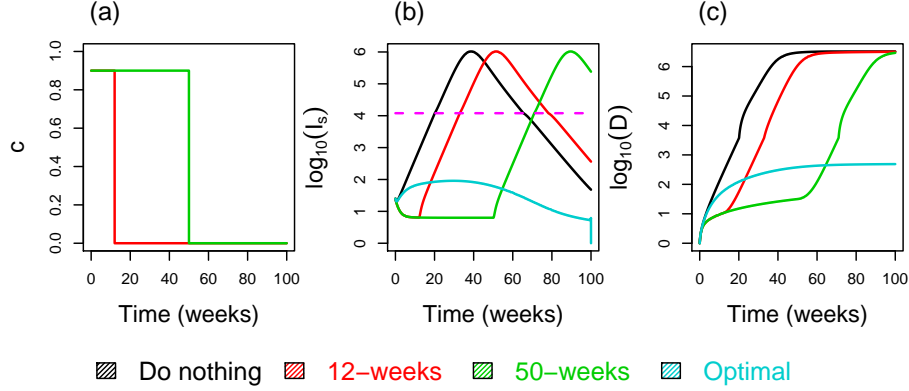 (a) (b) (c)
c
0.0 0.2 0.4 0.6 0.8 1.0
0 20 40 60 80 100
Time (weeks)
log10(Is)
0 1 2 3 4 5 6
0 20 40 60 80 100
Time (weeks)
log10(D)
0 1 2 3 4 5 6
0 20 40 60 80 100
Time (weeks)
Do nothing 12−weeks 50−weeks Optimal